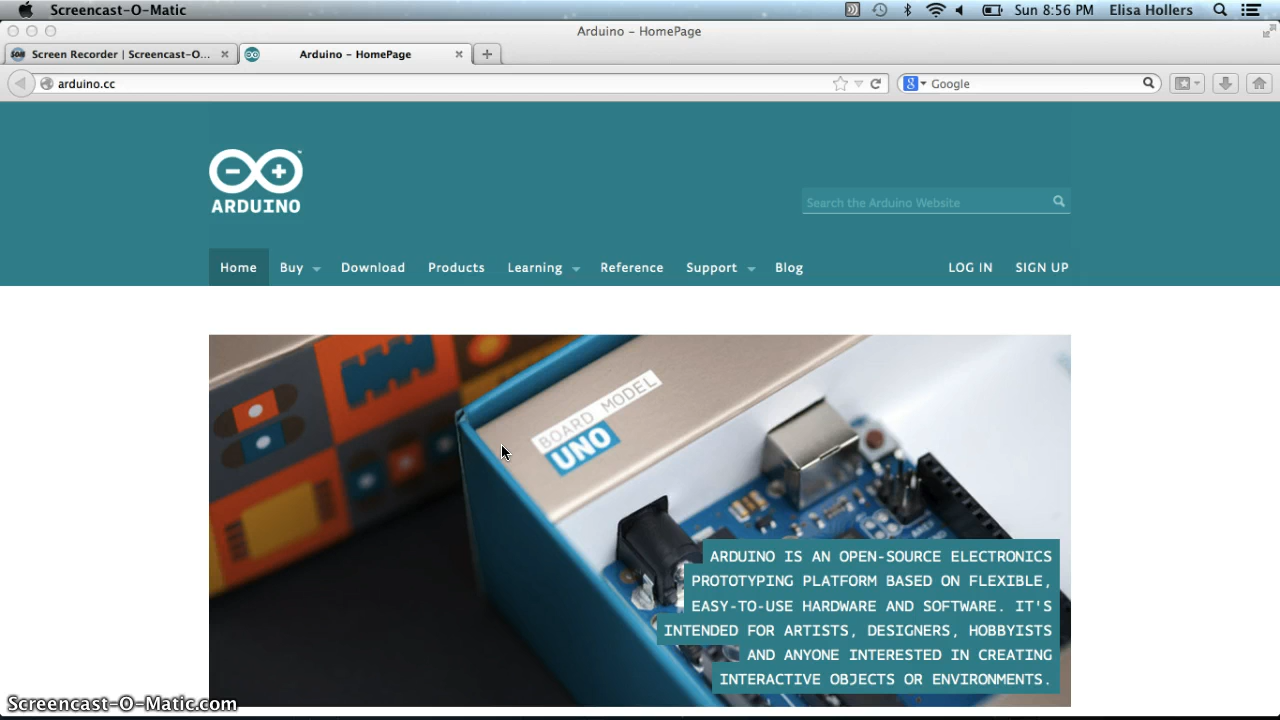 Screencast-O-Matic
Sun 8:56 PM Elisa Hollers
Arduino - HomePage
Screen Recorder | Screencast-O...
Arduino - HomePage
arduino.cc
Google
ARDUINO
Search the Arduino Website
Home Buy Download Products Learning Reference Support Blog LOG IN SIGN UP
BOARD MODEL
UNO
ARDUINO IS AN OPEN-SOURCE ELECTRONICS
PROTOTYPING PLATFORM BASED ON FLEXIBLE,
EASY-TO-USE HARDWARE AND SOFTWARE. IT'S
INTENDED FOR ARTISTS, DESIGNERS, HOBBYISTS
AND ANYONE INTERESTED IN CREATING
INTERACTIVE OBJECTS OR ENVIRONMENTS.
Screencast-O-Matic.com